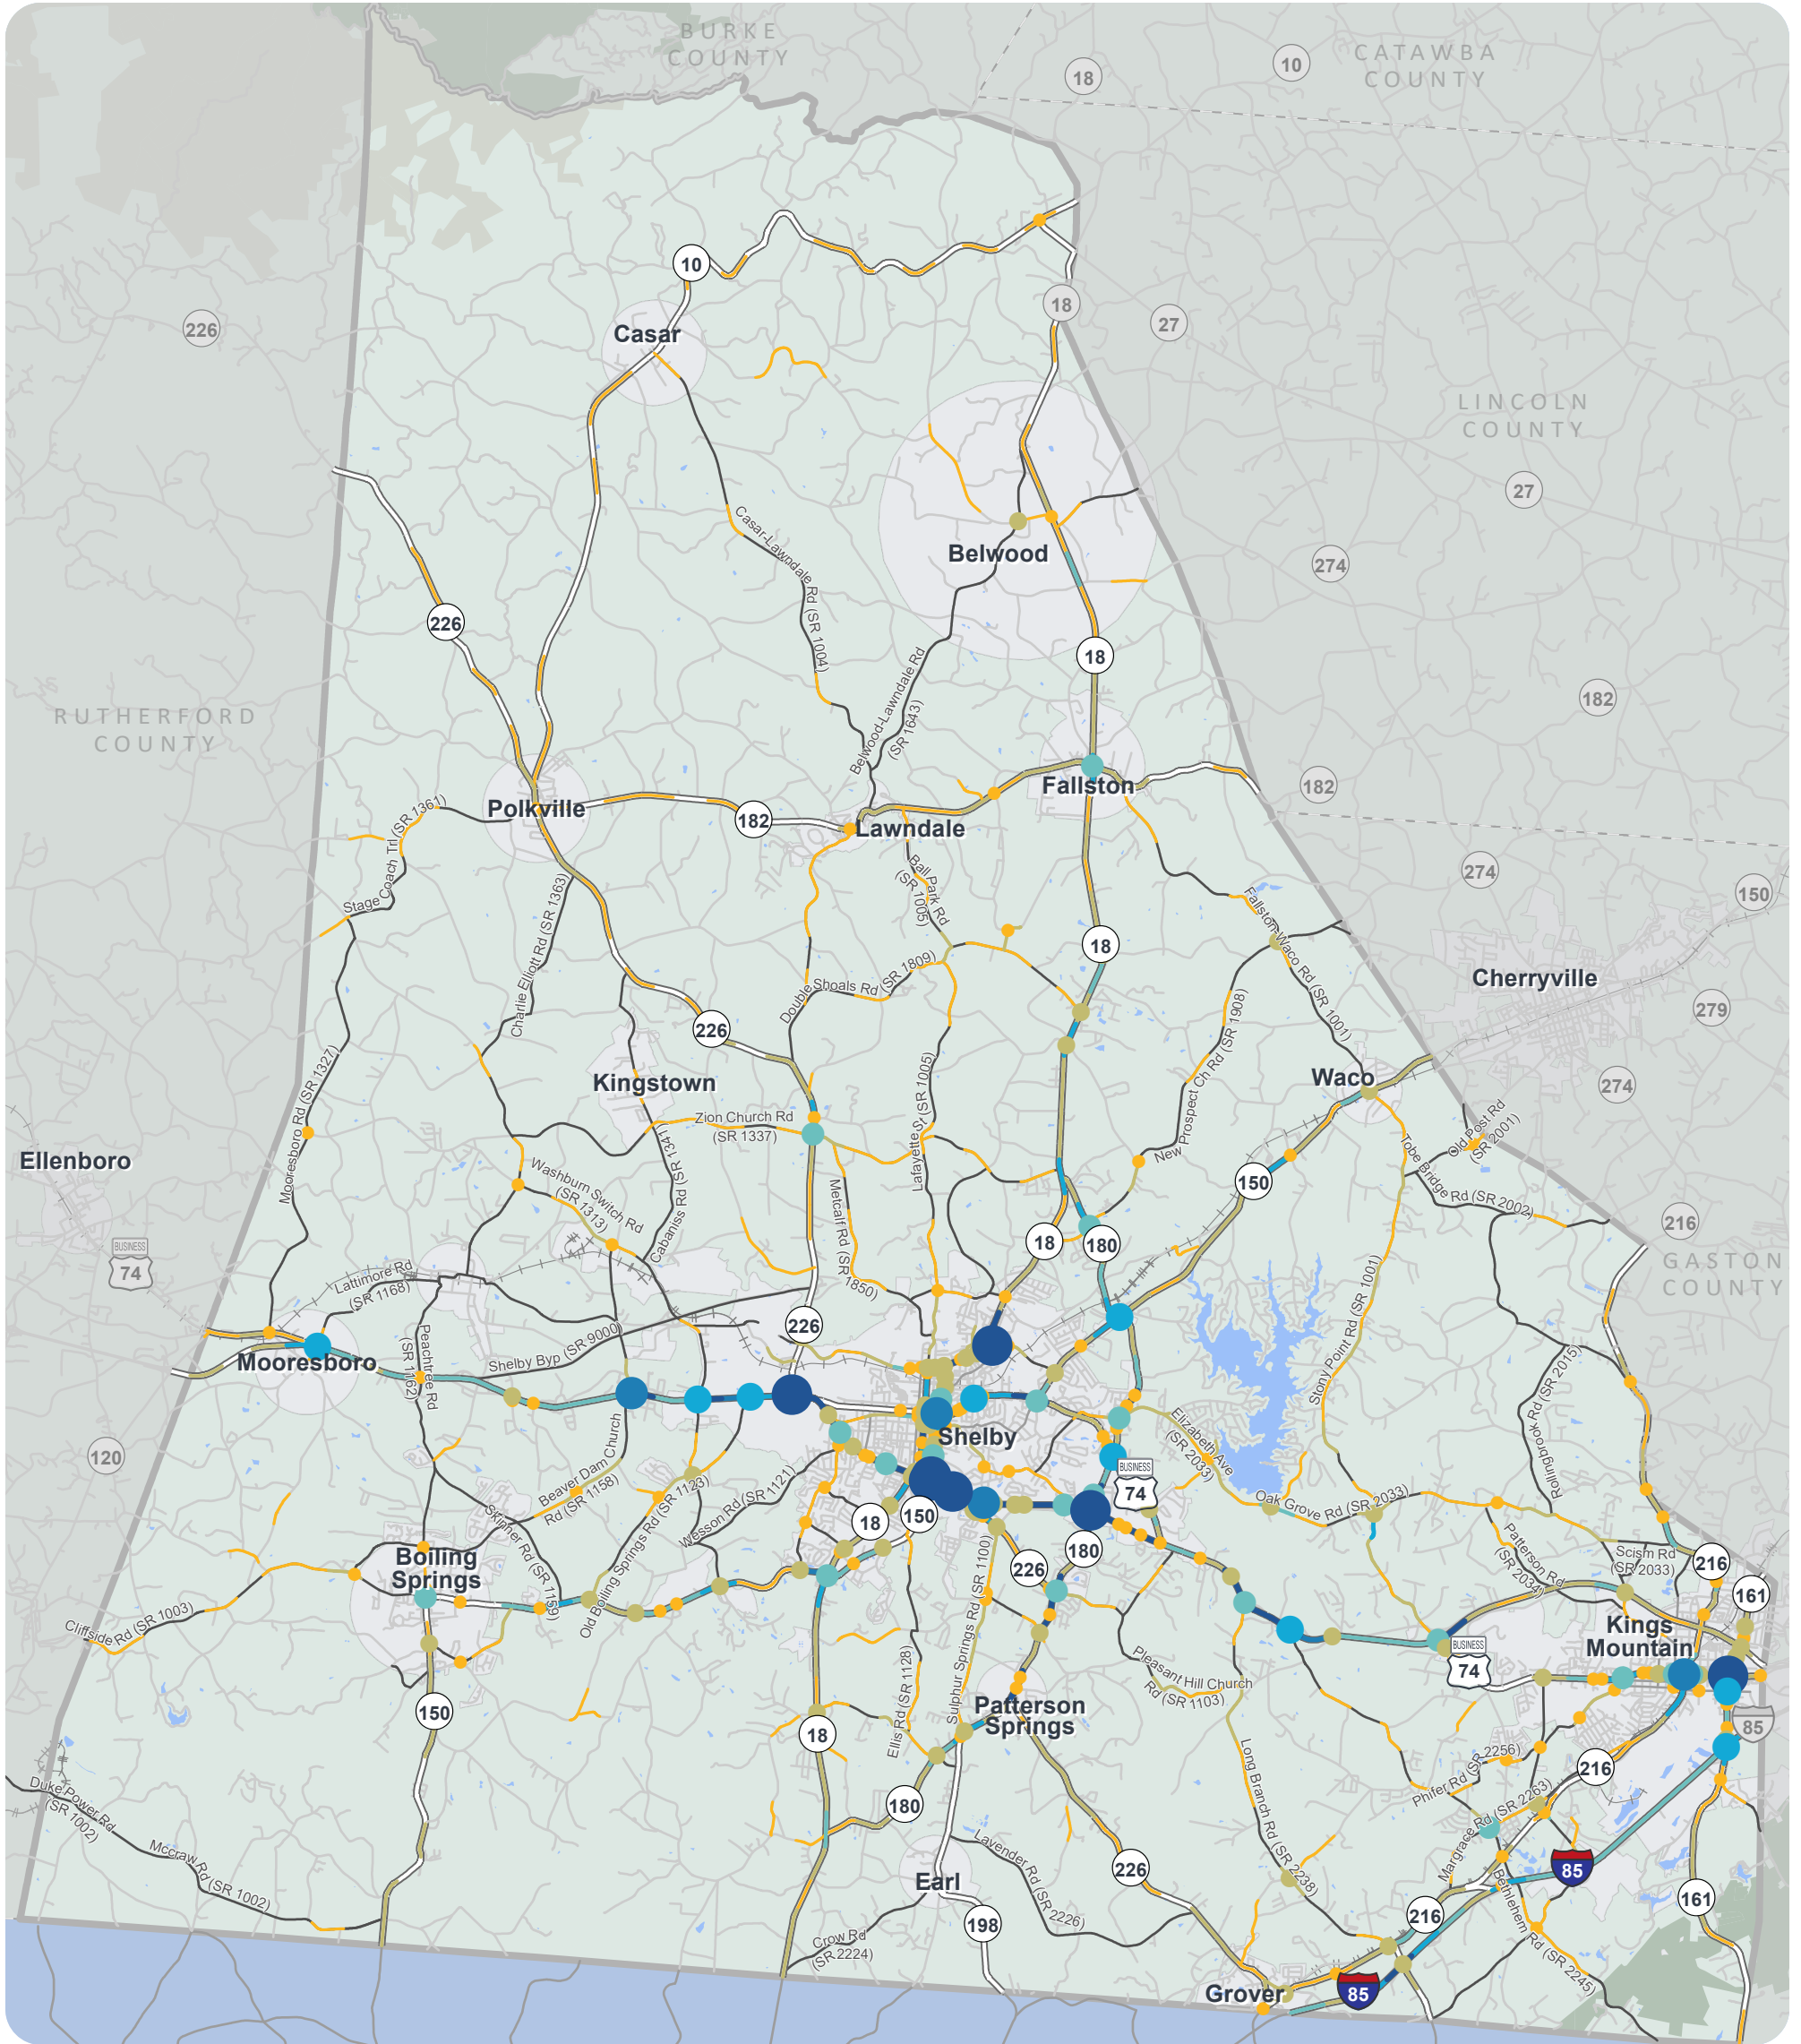 BURKE
COUNTY
CATAWBA
COUNTY
18
10
10
18
27
226
Casar
LINCOLN
COUNTY
27
Casar-Lawndale Rd (SR 1004)
Belwood
274
226
18
Belwood-Lawndale Rd
(SR 1643)
182
RUTHERFORD
COUNTY
Fallston
182
Polkville
182
Lawndale
Stage Coach Trl (SR 1361)
Ball Park Rd
(SR 1005)
274
150
Charlie Elliott Rd (SR 1363)
Fallston-Waco Rd (SR 1001)
18
Cherryville
Double Shoals Rd (SR 1809)
279
226
New Prospect Ch Rd (SR 1908)
Mooresboro Rd (SR 1327)
Kingstown
Lafayette S (SR 1005)
Waco
274
Zion Church Rd
(SR 1337)
Old Post Rd
(SR 2001)
Ellenboro
Washburn Switch Rd
(SR 1313)
Cabaniss Rd (SR 1341)
Metcalf Rd (SR 1850)
150
Tobe Bridge Rd (SR 2002)
216
BUSINESS
74
18
180
GASTON
COUNTY
Lattimore Rd
(SR 1168)
226
Stony Point Rd (SR 1001)
Mooresboro
Peachtree Rd
(SR 1162)
Shelby Byp (SR 9000)
Rollingbrook Rd (SR 2015)
Shelby
Elizabeth Ave
(SR 2033)
120
Beaver Dam Church
Rd (SR 1158)
BUSINESS
74
Skinner Rd (SR 1159)
Old Boiling Springs Rd (SR 1123)
Wesson Rd (SR 1121)
18
150
Oak Grove Rd (SR 2033)
180
226
Boiling
Springs
Patterson Rd
(SR 2034)
Scism Rd
(SR 2033)
216
161
Cliffside Rd (SR 1003)
Sulphur Springs Rd (SR 1100)
Kings
Mountain
Ellis Rd (SR 1128)
Pleasant Hill Church
Rd (SR 1103)
BUSINESS
74
150
Patterson
Springs
18
85
Phifer Rd (SR 2256)
216
Long Branch Rd (SR 2238)
Duke Power Rd
(SR 1002)
180
Margrace Rd (SR 2263)
Mccraw Rd (SR 1002)
Lavender Rd (SR 2226)
226
85
Earl
161
198
216
Bethlehem Rd (SR 2245)
Crow Rd
(SR 2224)
Grover
85